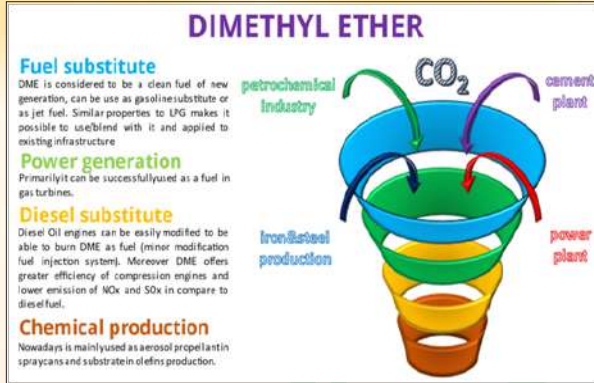 DIMETHYL ETHER
Fuel substitute
DME is considered to be a clean fuel of new
generation, can be use as gasoline substitute or
as jet fuel. Similar properties to LPG makes it
possible to use/blend with it and applied to
existing infrastructure
Power generation
Primarily it can be successfully used as a fuel in
gas turbines.
Diesel substitute
Diesel Oil engines can be easily modified to be
able to burn DME as fuel (minor modification
fuel injection system). Moreover DME offers
greater efficiency of compression engines and
lower emission of NOx and SOx in compare to
diesel fuel.
Chemical production
Nowadays is mainly used as aerosol propellant in
spray cans and substrate in olefins production.
CO2
petrochemical
industry
cement
plant
iron&steel
production
power
plant